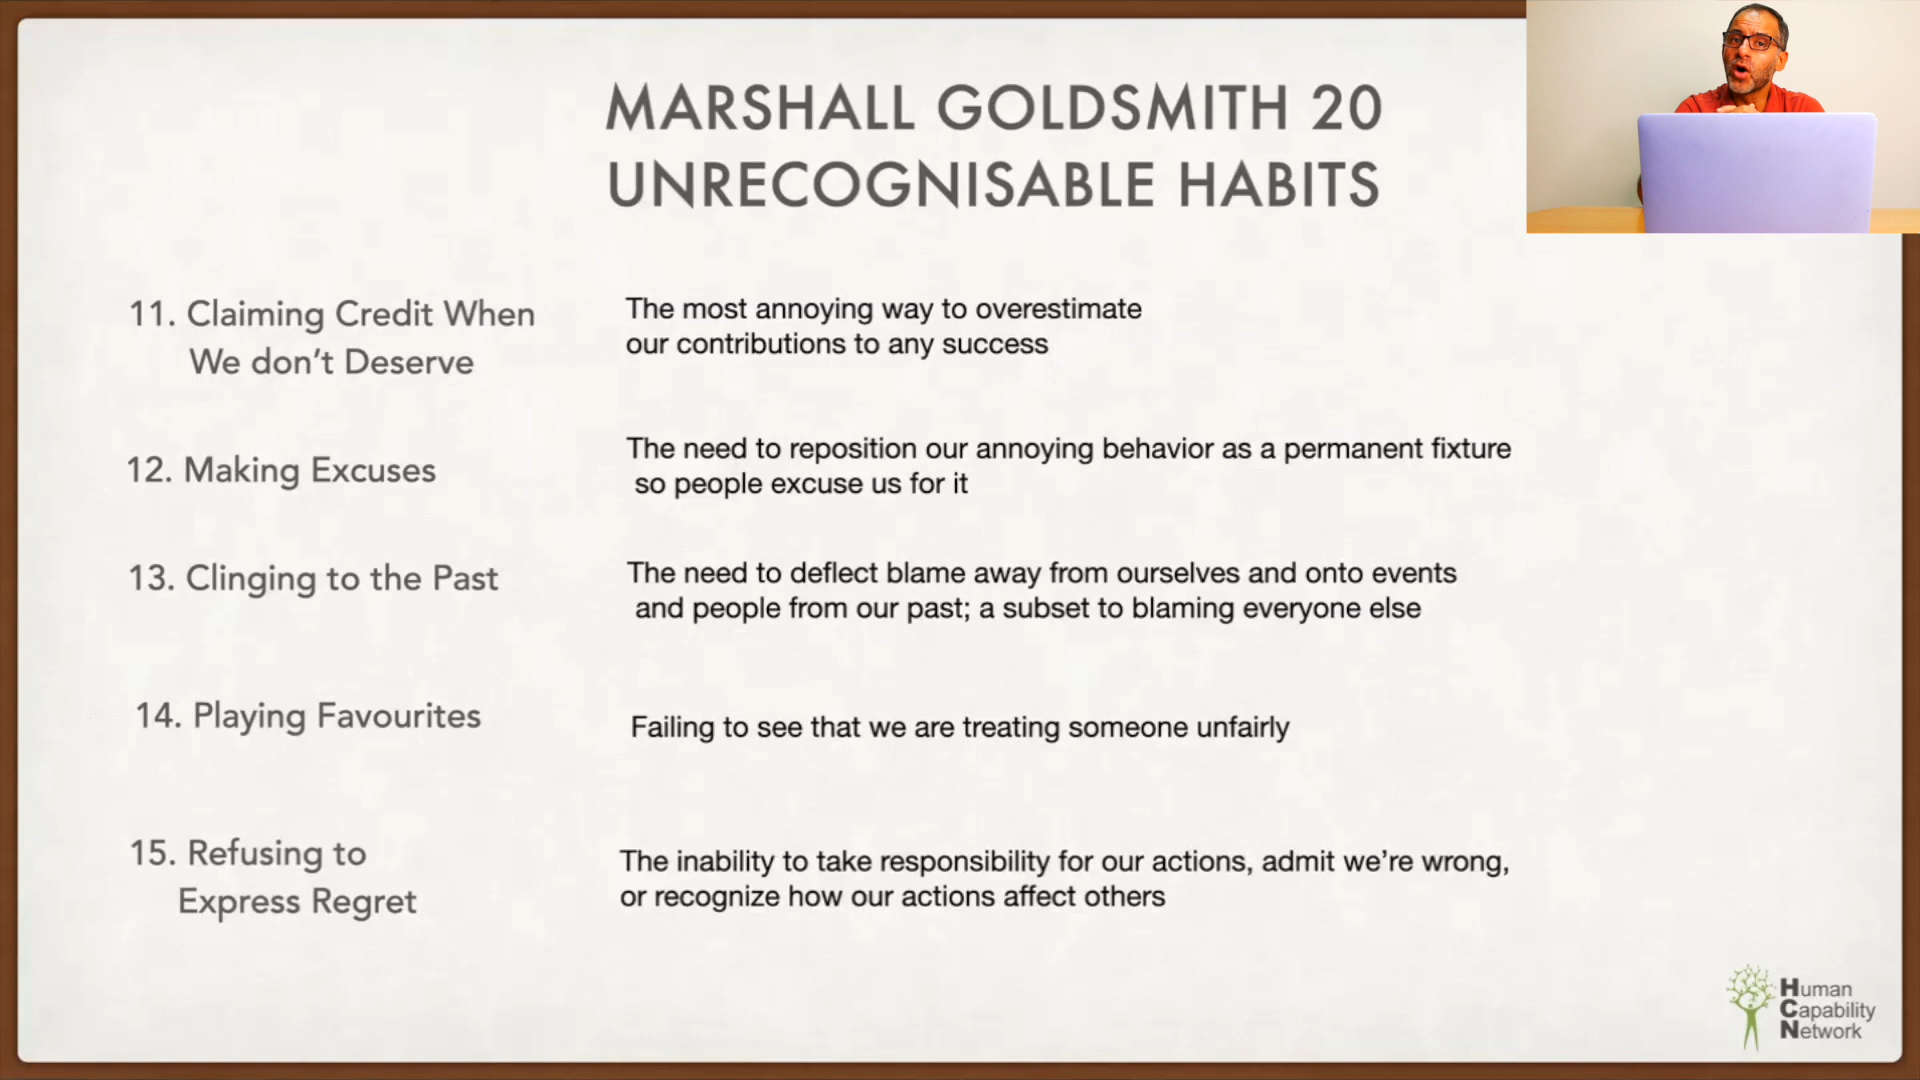 MARSHALL GOLDSMITH 20
UNRECOGNISABLE HABITS
11. Claiming Credit When
We don’t Deserve
The most annoying way to overestimate
our contributions to any success
12. Making Excuses
The need to reposition our annoying behavior as a permanent fixture
so people excuse us for it
13. Clinging to the Past
The need to deflect blame away from ourselves and onto events
and people from our past; a subset to blaming everyone else
14. Playing Favourites
Failing to see that we are treating someone unfairly
15. Refusing to
Express Regret
The inability to take responsibility for our actions, admit we’re wrong,
or recognize how our actions affect others
Human
Capability
Network